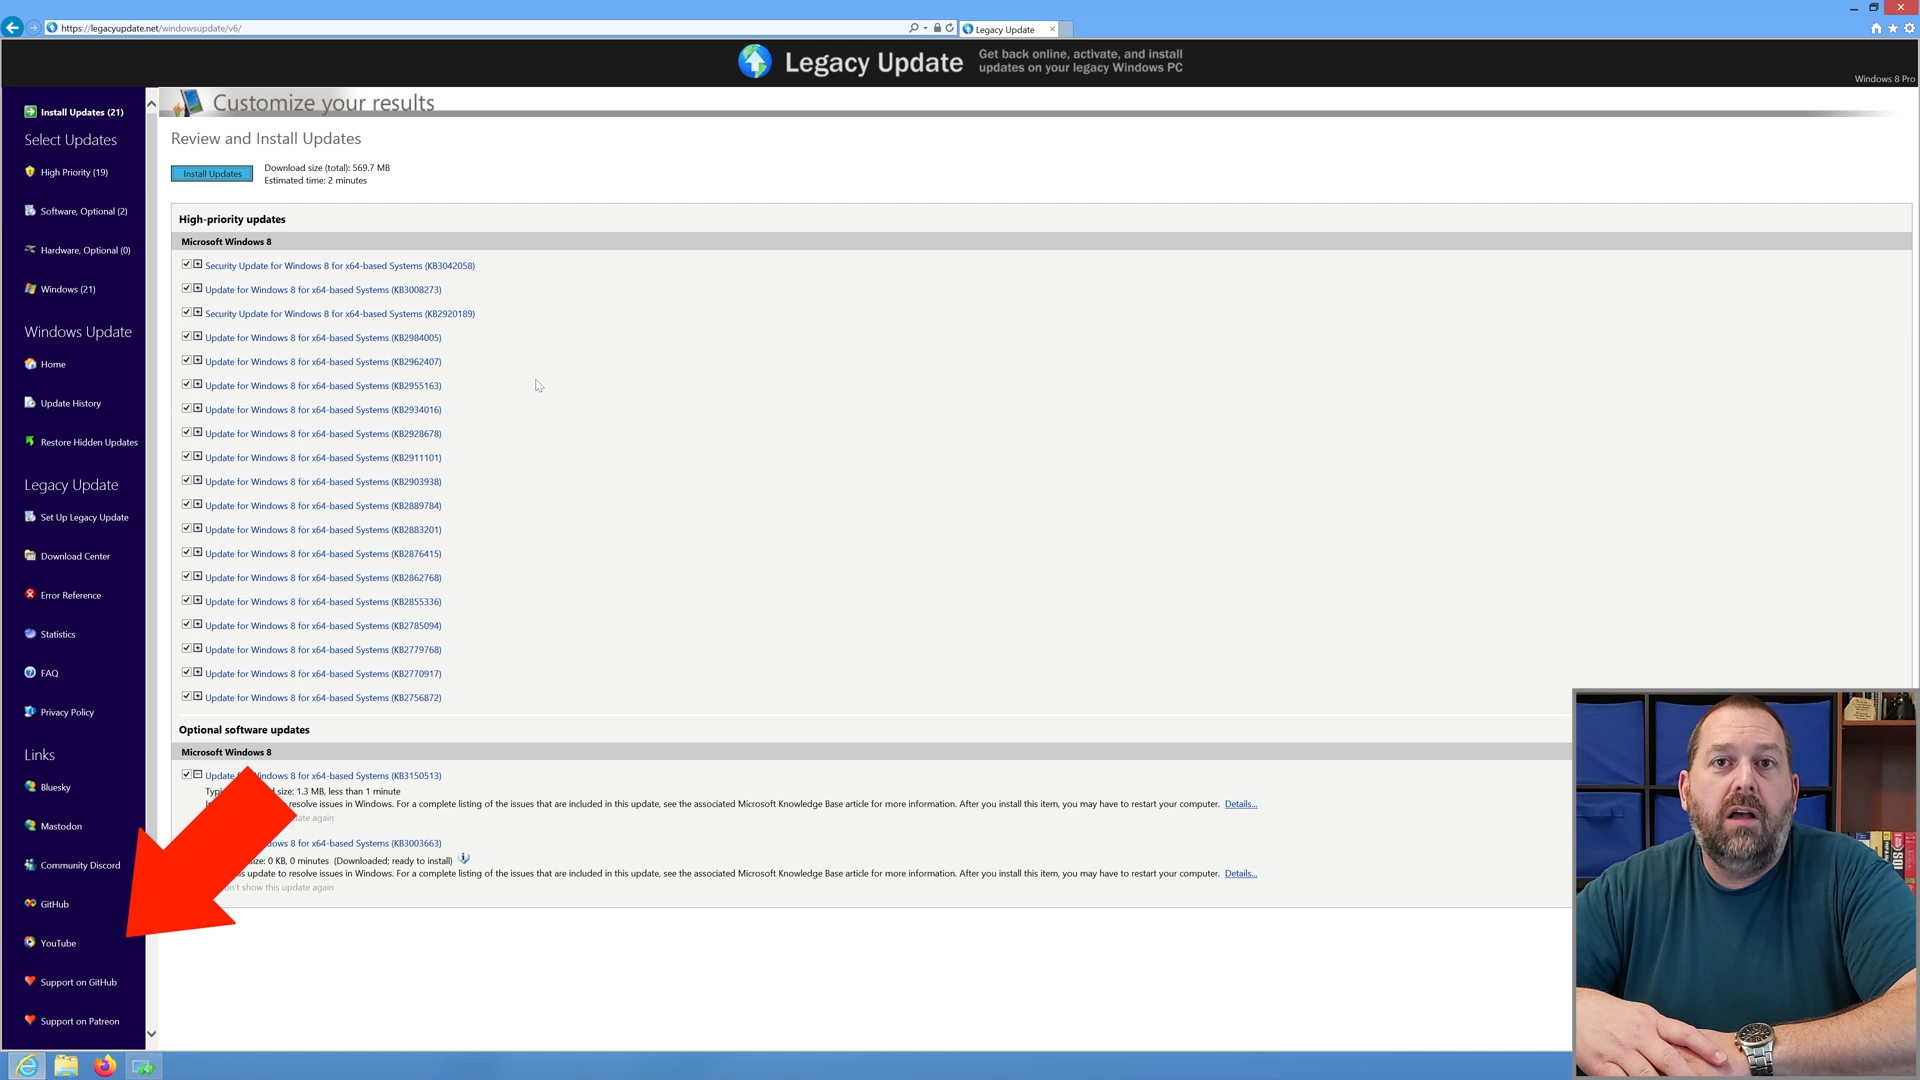 https://legacyupdate.net/windowsupdate/v6/
Legacy Update
Legacy Update
Get back online, activate, and install
updates on your legacy Windows PC
Windows 8 Pro
Install Updates (21)
Select Updates
High Priority (19)
Software, Optional (2)
Hardware, Optional (0)
Windows (21)
Windows Update
Home
Update History
Restore Hidden Updates
Legacy Update
Set Up Legacy Update
Download Center
Error Reference
Statistics
FAQ
Privacy Policy
Links
Bluesky
Mastodon
Community Discord
GitHub
YouTube
Support on GitHub
Support on Patreon
Customize your results
Review and Install Updates
Install Updates
Download size (total): 569.7 MB
Estimated time: 2 minutes
High-priority updates
Microsoft Windows 8
Security Update for Windows 8 for x64-based Systems (KB3042058)
Update for Windows 8 for x64-based Systems (KB3008273)
Security Update for Windows 8 for x64-based Systems (KB2920189)
Update for Windows 8 for x64-based Systems (KB2984005)
Update for Windows 8 for x64-based Systems (KB2962407)
Update for Windows 8 for x64-based Systems (KB2955163)
Update for Windows 8 for x64-based Systems (KB2934016)
Update for Windows 8 for x64-based Systems (KB2928678)
Update for Windows 8 for x64-based Systems (KB2911101)
Update for Windows 8 for x64-based Systems (KB2903938)
Update for Windows 8 for x64-based Systems (KB2889784)
Update for Windows 8 for x64-based Systems (KB2883201)
Update for Windows 8 for x64-based Systems (KB2876415)
Update for Windows 8 for x64-based Systems (KB2862768)
Update for Windows 8 for x64-based Systems (KB2855336)
Update for Windows 8 for x64-based Systems (KB2785094)
Update for Windows 8 for x64-based Systems (KB2779768)
Update for Windows 8 for x64-based Systems (KB2770917)
Update for Windows 8 for x64-based Systems (KB2756872)
Optional software updates
Microsoft Windows 8
Update Windows 8 for x64-based Systems (KB3150513)
size: 1.3 MB, less than 1 minute
resolve issues in Windows. For a complete listing of the issues that are included in this update, see the associated Microsoft Knowledge Base article for more information. After you install this item, you may have to restart your computer. Details...
again
8 for x64-based Systems (KB3003663)
0 KB, 0 minutes (Downloaded; ready to install)
update to resolve issues in Windows. For a complete listing of the issues that are included in this update, see the associated Microsoft Knowledge Base article for more information. After you install this item, you may have to restart your computer. Details...
show this update again